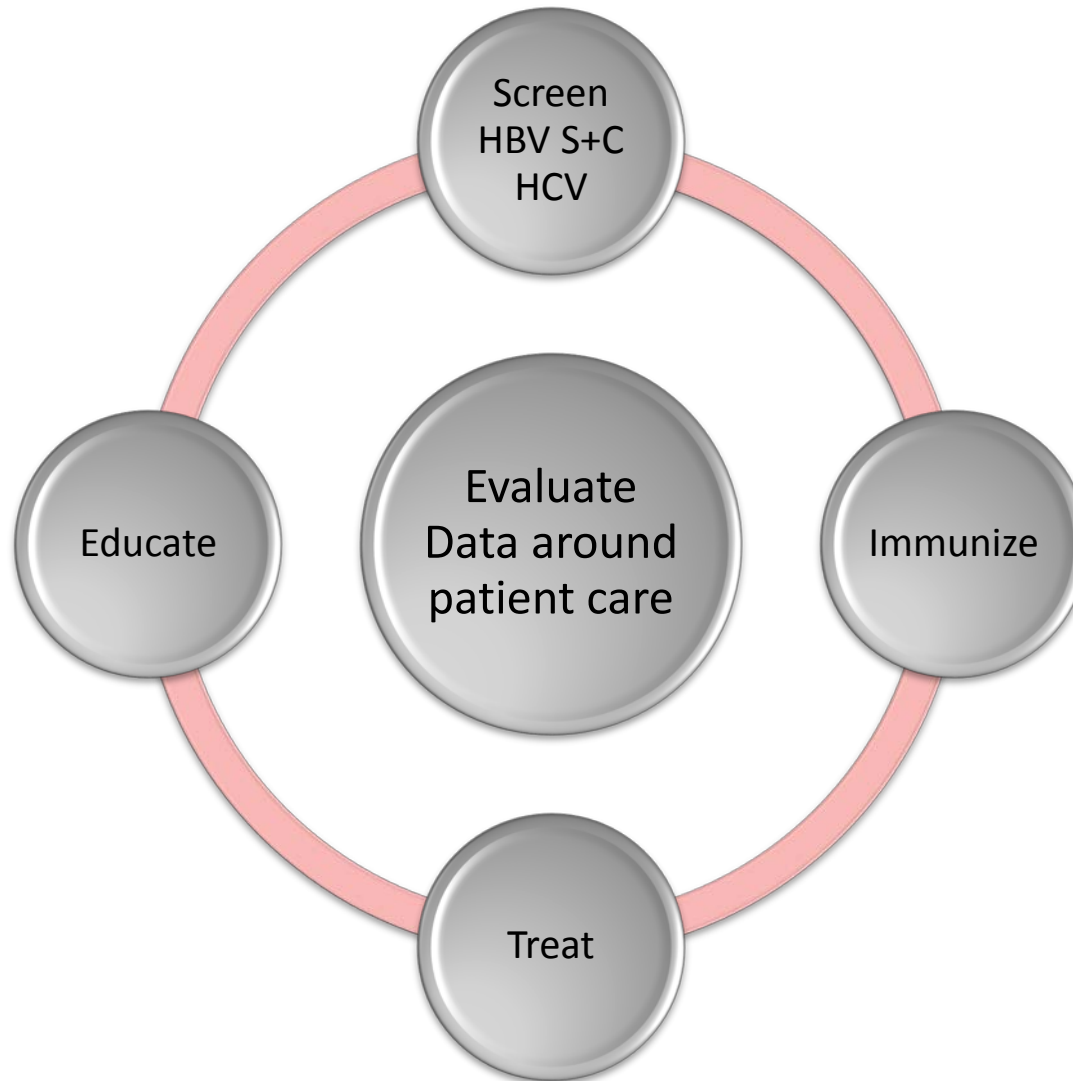 Screen
HBV S+C
HCV
Educate
Evaluate
Data around
patient care
Immunize
Treat